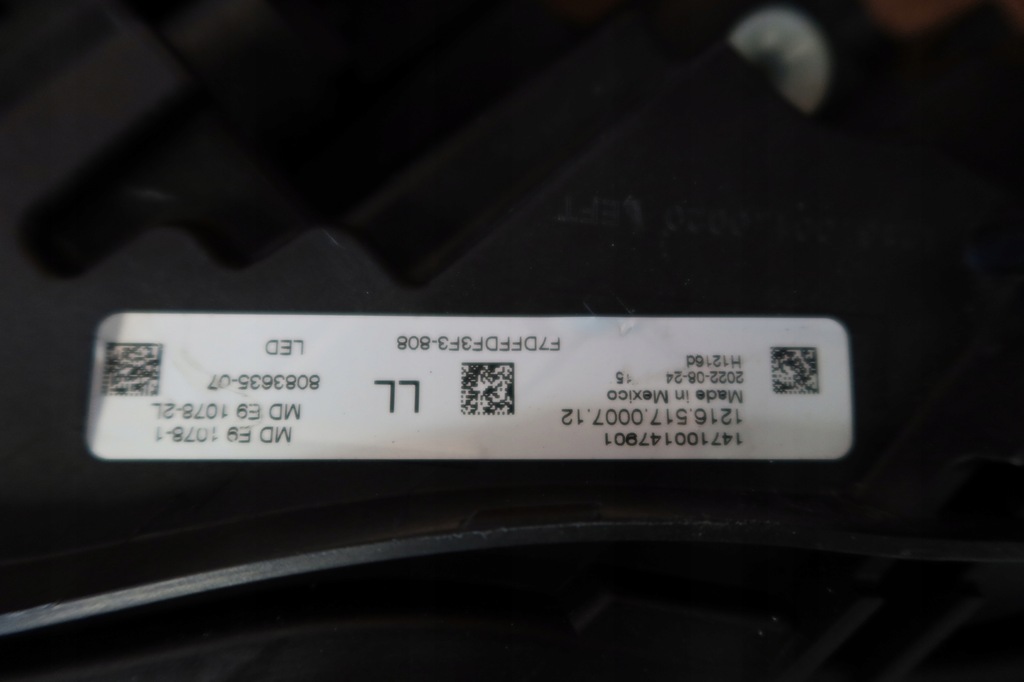 147100147901
1216.517.0007.12
Made in Mexico
2022-08-24 15
H1216d
F7DFFDF3F3-808
LL
MD E9 1078-1
MD E9 1078-2L
8083635-07
LED